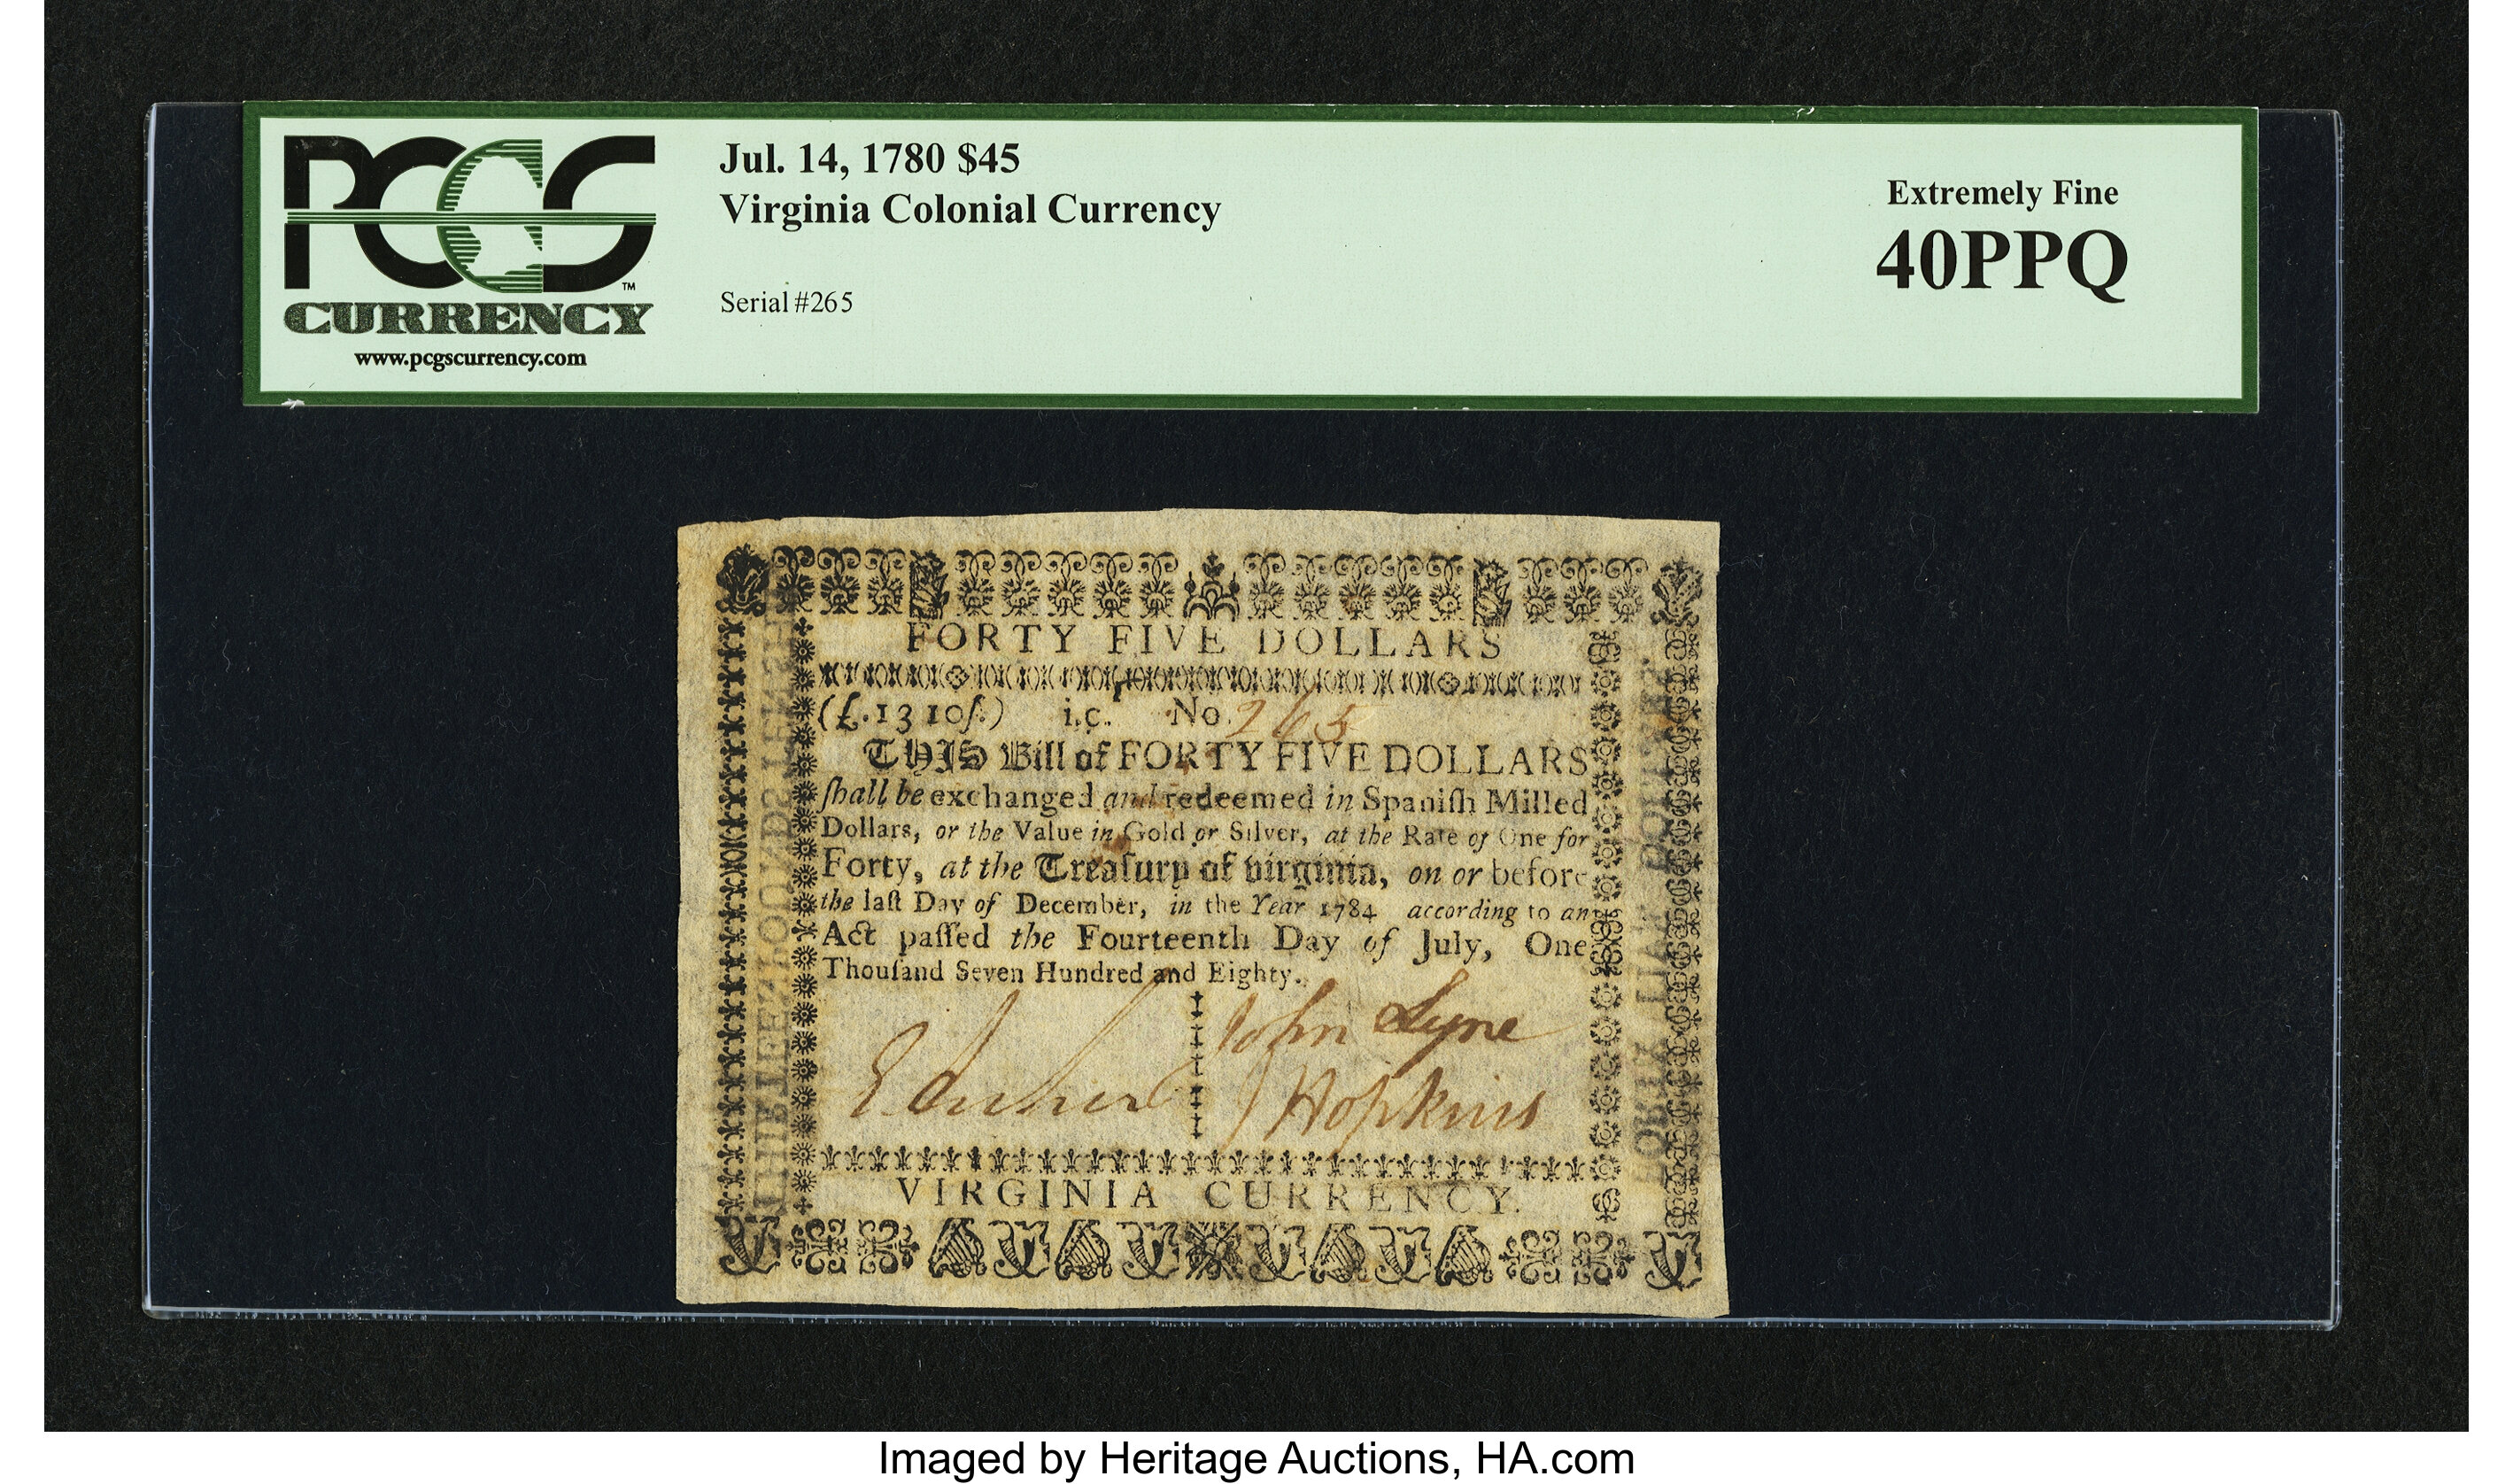 PCGS
CURRENCY
www.pcgscurrency.com
Jul. 14, 1780 $45
Virginia Colonial Currency
Serial #265
Extremely Fine
40PPQ
FORTY FIVE DOLLARS
(£.13 10ſ.) i.c. No. 265
THIS Bill of FORTY FIVE DOLLARS
ſhall be exchanged and redeemed in Spaniſh Milled
Dollars, or the Value in Gold or Silver, at the Rate of One for
Forty, at the Treaſury of Virginia, on or before
the laſt Day of December, in the Year 1784 according to an
Act paſſed the Fourteenth Day of July, One
Thouſand Seven Hundred and Eighty.
John Lyne
J Hopkins
VIRGINIA CURRENCY.
Imaged by Heritage Auctions, HA.com